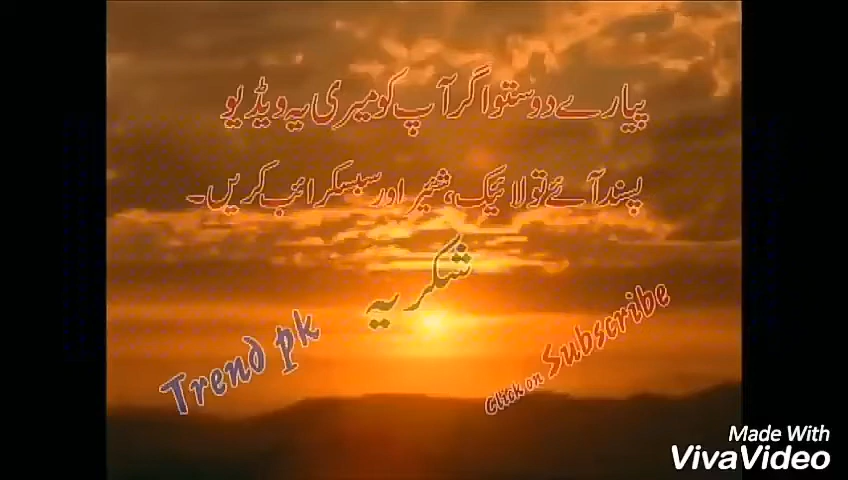 پیارے دوستو اگر آپ کو میری یہ ویڈیو
پسند آئے تو لائیک، شئیر اور سبسکرائب کریں۔
شکریہ
Trend pk
Click on Subscribe
Made With
VivaVideo